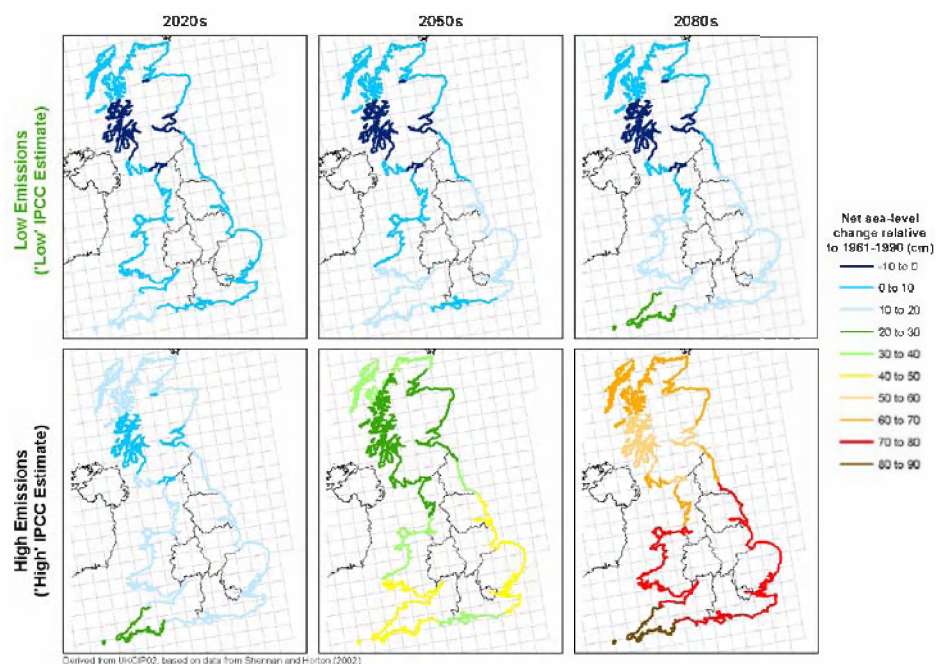 2020s
2050s
2080s
Low Emissions
('Low' IPCC Estimate)
High Emissions
('High' IPCC Estimate)
Net sea-level
change relative
to 1961-1990 (cm)
-10 to 0
0 to 10
10 to 20
20 to 30
30 to 40
40 to 50
50 to 60
60 to 70
70 to 80
80 to 90
Derived from UKCIP02, based on data from Shennan and Horton (2002)